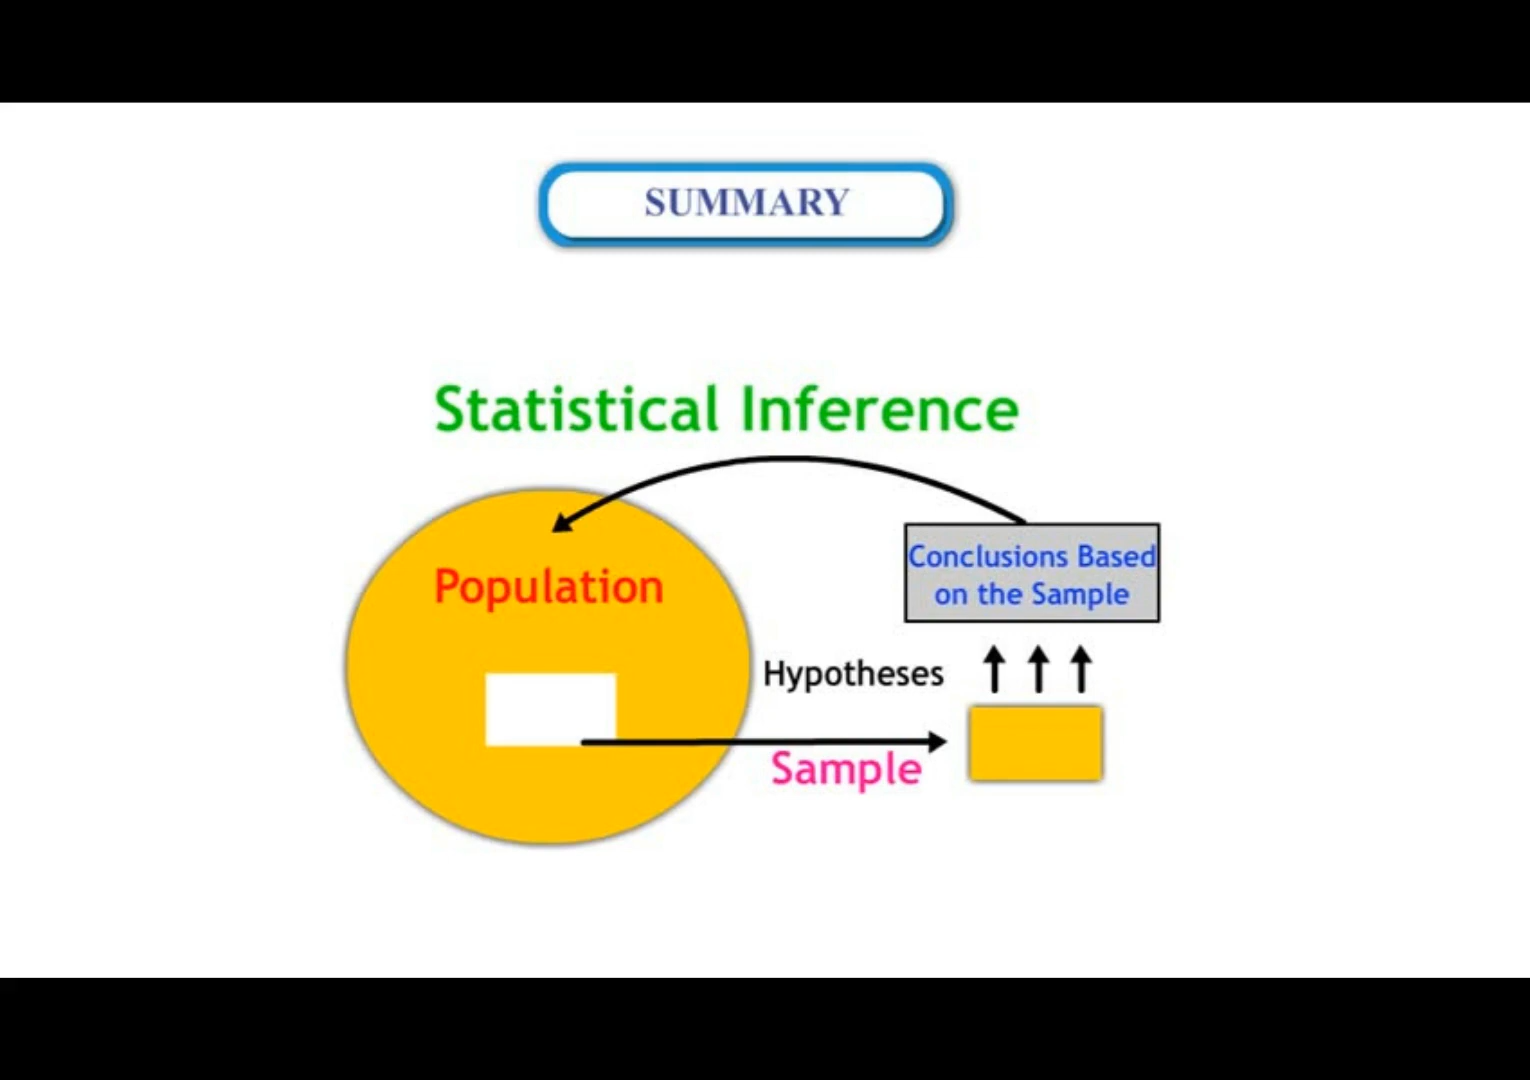 SUMMARY
Statistical Inference
Population
Conclusions Based
on the Sample
Hypotheses
Sample